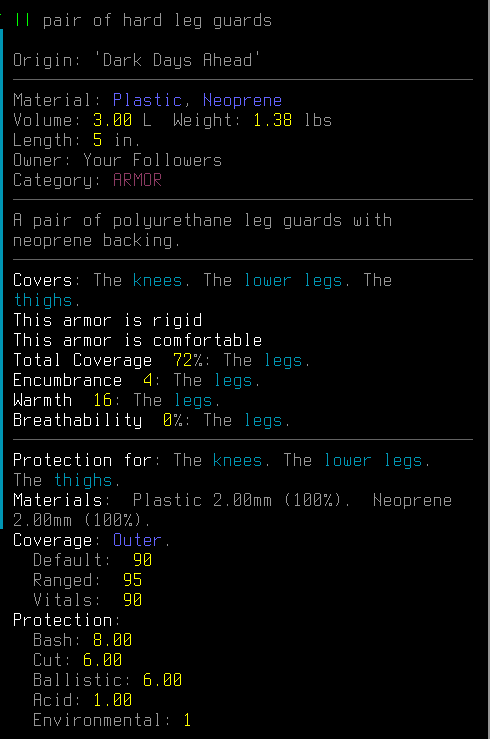 || pair of hard leg guards
Origin: 'Dark Days Ahead'
Material: Plastic, Neoprene
Volume: 3.00 L  Weight: 1.38 lbs
Length: 5 in.
Owner: Your Followers
Category: ARMOR
A pair of polyurethane leg guards with
neoprene backing.
Covers: The knees. The lower legs. The
thighs.
This armor is rigid
This armor is comfortable
Total Coverage  72%: The legs.
Encumbrance  4: The legs.
Warmth  16: The legs.
Breathability  0%: The legs.
Protection for: The knees. The lower legs.
The thighs.
Materials:  Plastic 2.00mm (100%).  Neoprene
2.00mm (100%).
Coverage: Outer.
Default:  90
Ranged:  95
Vitals:  90
Protection:
Bash: 8.00
Cut: 6.00
Ballistic: 6.00
Acid: 1.00
Environmental: 1